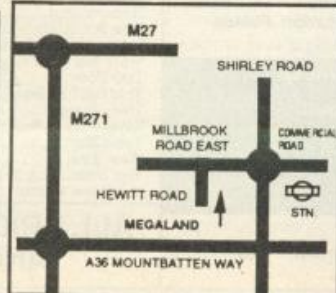 M27
SHIRLEY ROAD
M271
MILLBROOK
ROAD EAST
COMMERCIAL
ROAD
HEWITT ROAD
STN
MEGALAND
A36 MOUNTBATTEN WAY